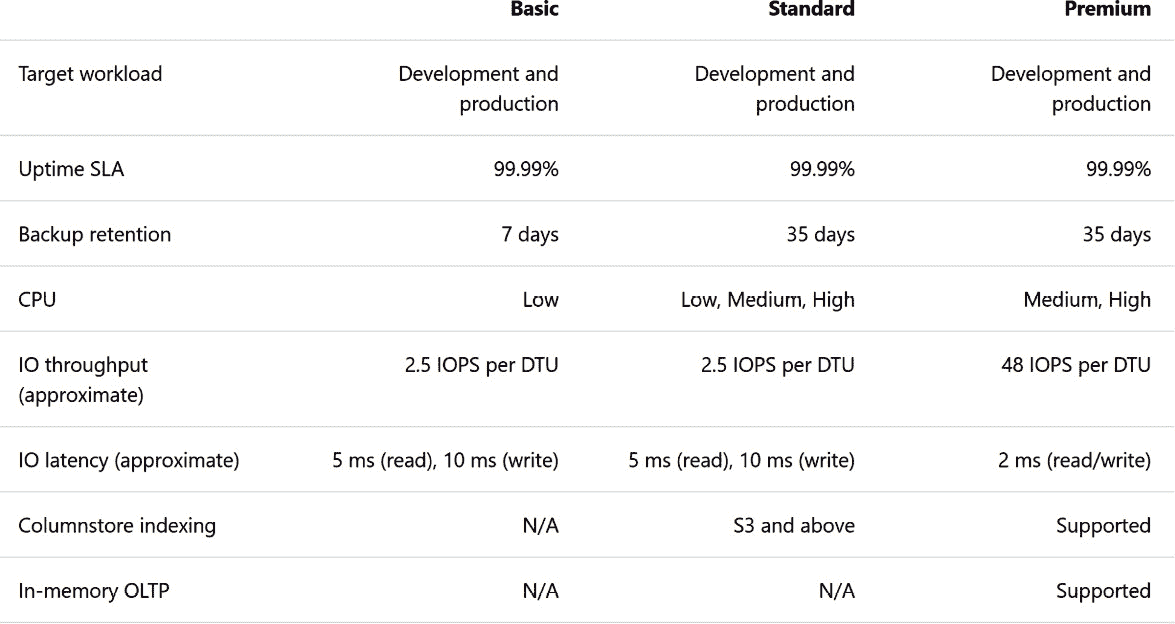 Basic Standard Premium
Target workload Development and production Development and production Development and production
Uptime SLA 99.99% 99.99% 99.99%
Backup retention 7 days 35 days 35 days
CPU Low Low, Medium, High Medium, High
IO throughput (approximate) 2.5 IOPS per DTU 2.5 IOPS per DTU 48 IOPS per DTU
IO latency (approximate) 5 ms (read), 10 ms (write) 5 ms (read), 10 ms (write) 2 ms (read/write)
Columnstore indexing N/A S3 and above Supported
In-memory OLTP N/A N/A Supported